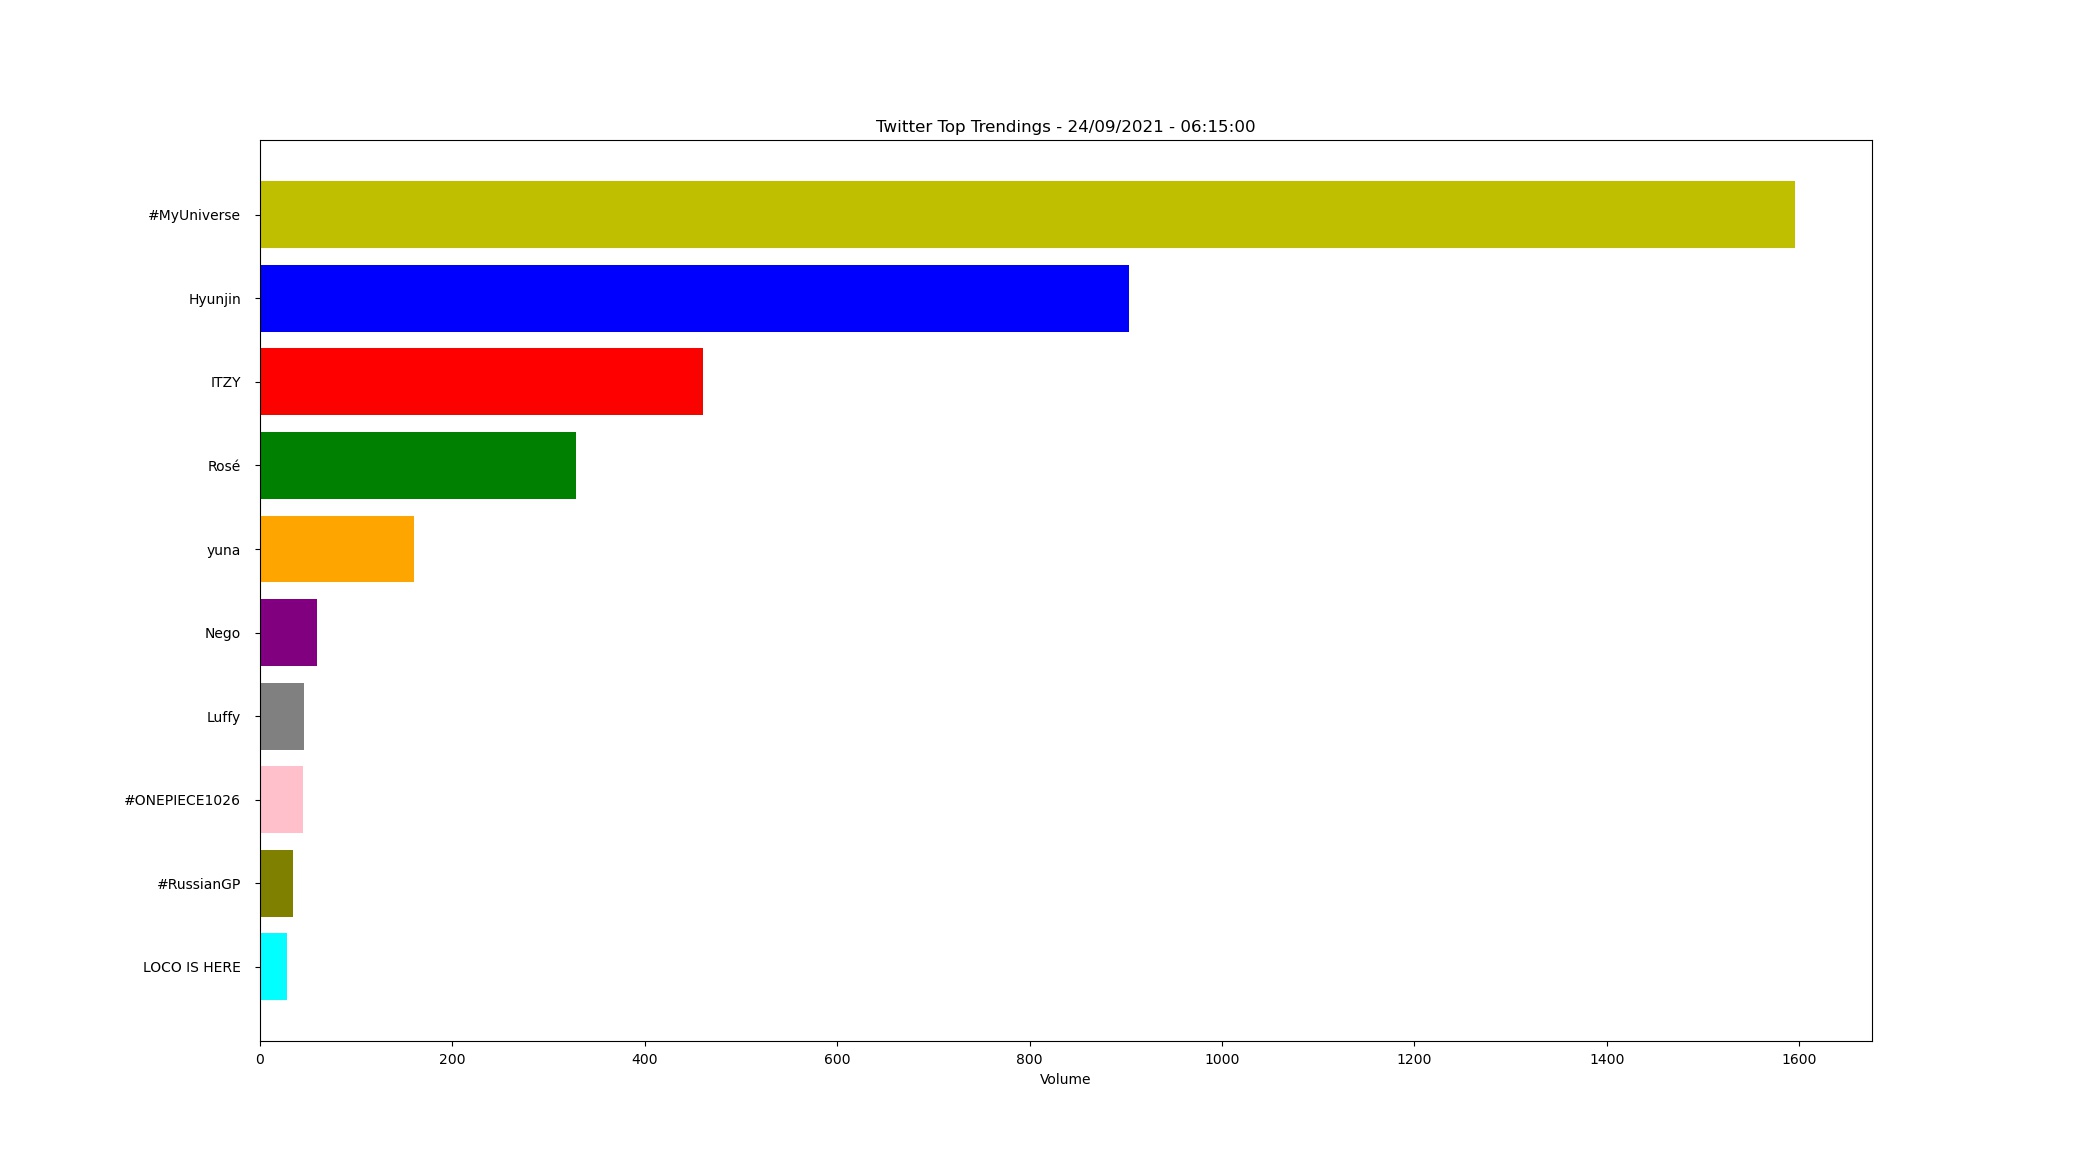 Twitter Top Trendings - 24/09/2021 - 06:15:00
#MyUniverse
Hyunjin
ITZY
Rosé
yuna
Nego
Luffy
#ONEPIECE1026
#RussianGP
LOCO IS HERE
0 200 400 600 800 1000 1200 1400 1600
Volume